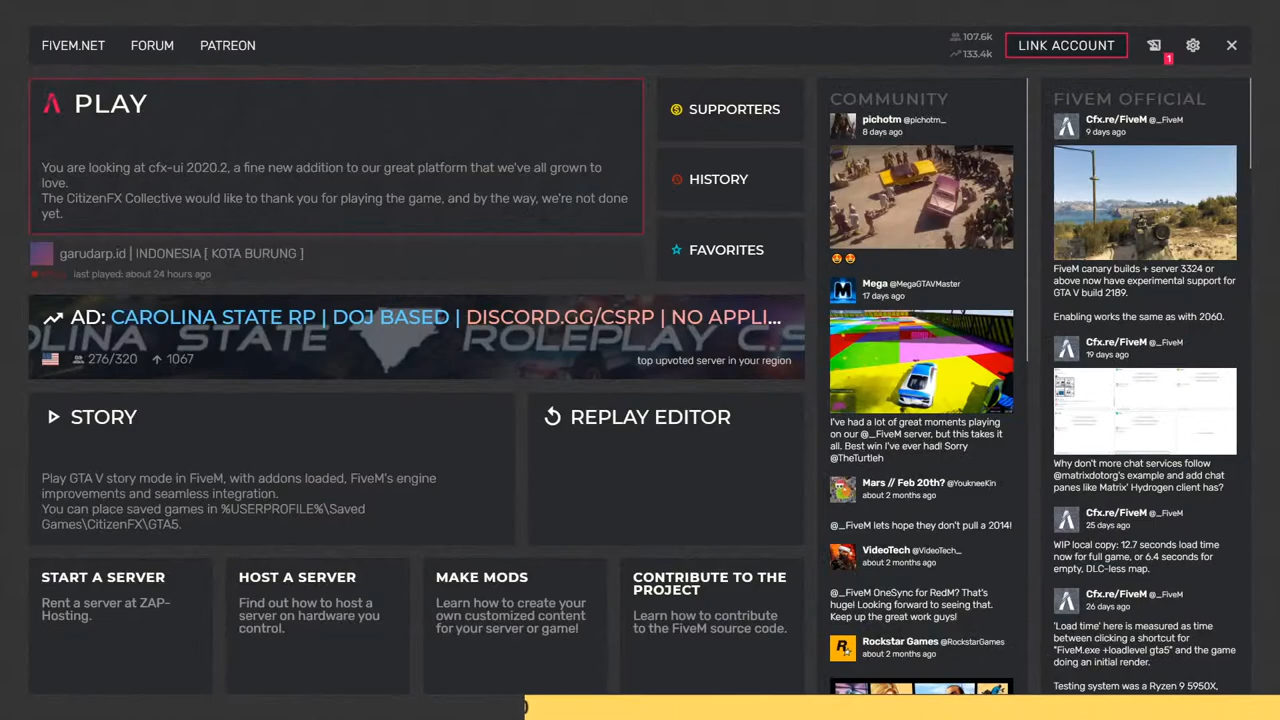 FIVEM.NET FORUM PATREON
107.6k
133.4k
LINK ACCOUNT
1
PLAY
You are looking at cfx-ui 2020.2, a fine new addition to our great platform that we've all grown to
love.
The CitizenFX Collective would like to thank you for playing the game, and by the way, we're not done
yet.
garudarp.id | INDONESIA [ KOTA BURUNG ]
last played: about 24 hours ago
SUPPORTERS
HISTORY
FAVORITES
AD: CAROLINA STATE RP | DOJ BASED | DISCORD.GG/CSRP | NO APPLI...
OLINA STATE ROLEPLAY C.S
276/320 1067
top upvoted server in your region
STORY
Play GTA V story mode in FiveM, with addons loaded, FiveM's engine
improvements and seamless integration.
You can place saved games in %USERPROFILE%\Saved
Games\CitizenFX\GTA5.
REPLAY EDITOR
START A SERVER
Rent a server at ZAP-
Hosting.
HOST A SERVER
Find out how to host a
server on hardware you
control.
MAKE MODS
Learn how to create your
own customized content
for your server or game!
CONTRIBUTE TO THE
PROJECT
Learn how to contribute
to the FiveM source code.
COMMUNITY
pichotm @pichotm_
8 days ago
😍 😍
Mega @MegaGTAVMaster
17 days ago
I've had a lot of great moments playing
on our @_FiveM server, but this takes it
all. Best win I've ever had! Sorry
@TheTurtleh
Mars // Feb 20th? @YoukneeKin
about 2 months ago
@_FiveM lets hope they don't pull a 2014!
VideoTech @VideoTech_
about 2 months ago
@_FiveM OneSync for RedM? That's
huge! Looking forward to seeing that.
Keep up the great work guys!
Rockstar Games @RockstarGames
about 2 months ago
FIVEM OFFICIAL
Cfx.re/FiveM @_FiveM
9 days ago
FiveM canary builds + server 3324 or
above now have experimental support for
GTA V build 2189.
Enabling works the same as with 2060.
Cfx.re/FiveM @_FiveM
19 days ago
Why don't more chat services follow
@matrixdotorg's example and add chat
panes like Matrix' Hydrogen client has?
Cfx.re/FiveM @_FiveM
25 days ago
WIP local copy: 12.7 seconds load time
now for full game, or 6.4 seconds for
empty, DLC-less map.
Cfx.re/FiveM @_FiveM
26 days ago
'Load time' here is measured as time
between clicking a shortcut for
"FiveM.exe +loadlevel gta5" and the game
doing an initial render.
Testing system was a Ryzen 9 5950X,